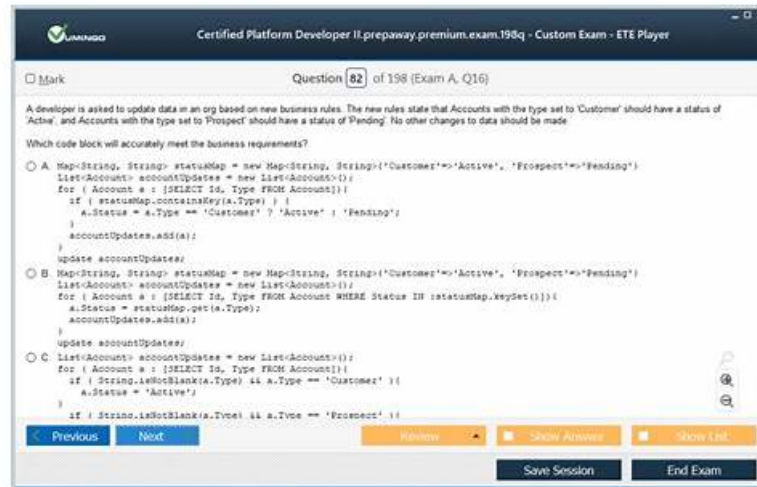 VUMINGO
Certified Platform Developer II.prepaway.premium.exam.198q - Custom Exam - ETE Player
Mark
Question 82 of 198 (Exam A, Q16)
A developer is asked to update data in an org based on new business rules. The new rules state that Accounts with the type set to 'Customer' should have a status of
'Active', and Accounts with the type set to 'Prospect' should have a status of 'Pending'. No other changes to data should be made.
Which code block will accurately meet the business requirements?
A. Map<String, String> statusMap = new Map<String, String>{'Customer'=>'Active', 'Prospect'=>'Pending'}
List<Account> accountUpdates = new List<Account>();
for ( Account a : [SELECT Id, Type FROM Account]){
if ( statusMap.containsKey(a.Type) ) {
a.Status = a.Type == 'Customer' ? 'Active' : 'Pending';
}
accountUpdates.add(a);
}
update accountUpdates;
B. Map<String, String> statusMap = new Map<String, String>{'Customer'=>'Active', 'Prospect'=>'Pending'}
List<Account> accountUpdates = new List<Account>();
for ( Account a : [SELECT Id, Type FROM Account WHERE Status IN :statusMap.keySet()]){
a.Status = statusMap.get(a.Type);
accountUpdates.add(a);
}
update accountUpdates;
C. List<Account> accountUpdates = new List<Account>();
for ( Account a : [SELECT Id, Type FROM Account]){
if ( String.isNotBlank(a.Type) && a.Type == 'Customer' ){
a.Status = 'Active';
}
if ( String.isNotBlank(a.Type) && a.Type == 'Prospect' ){
Previous
Next
Review
Show Answer
Show List
Save Session
End Exam